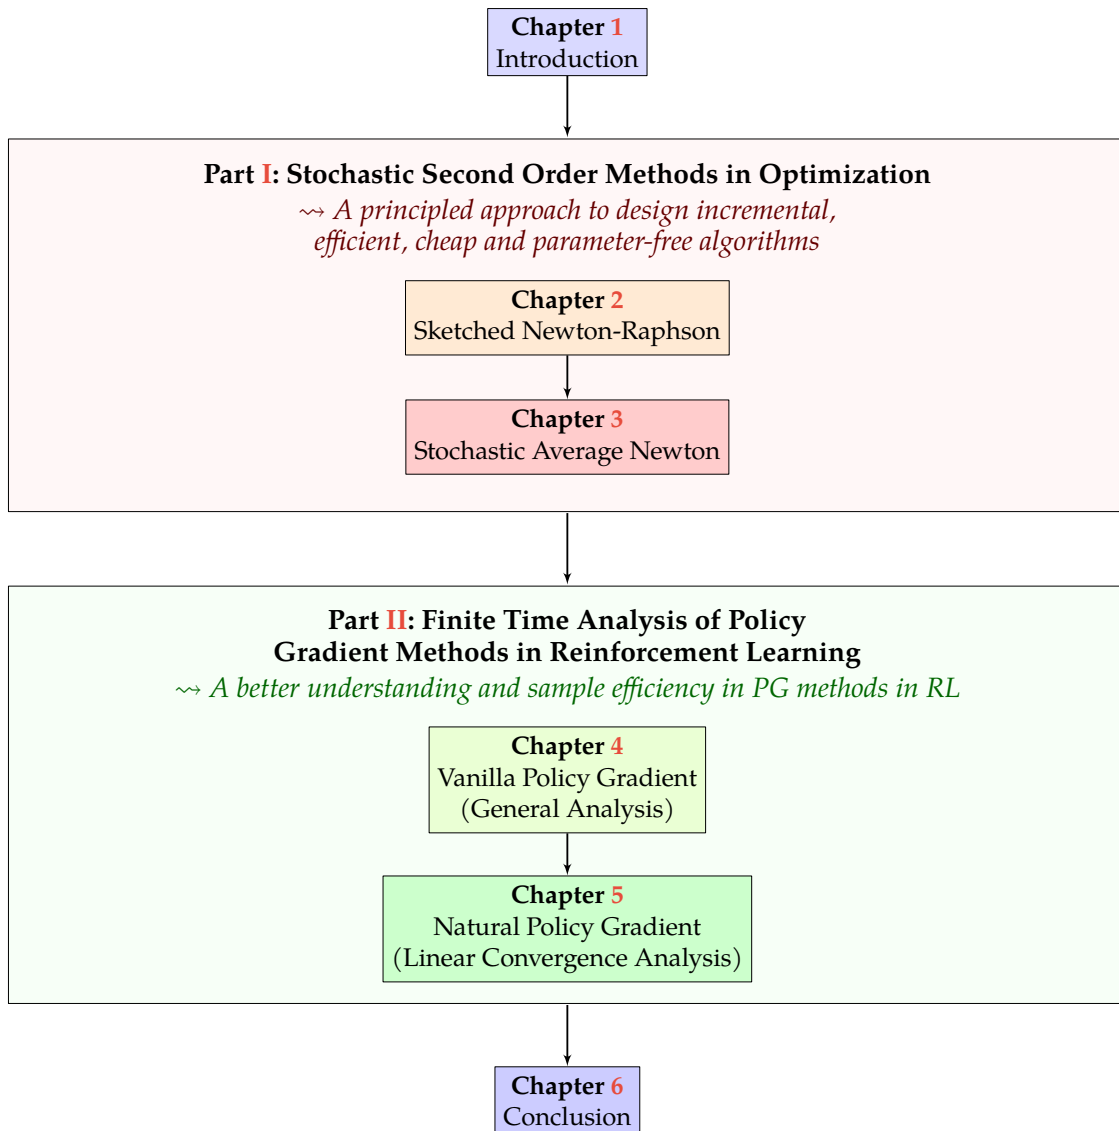 Chapter 1
Introduction
Part I: Stochastic Second Order Methods in Optimization
⇝ A principled approach to design incremental,
efficient, cheap and parameter-free algorithms
Chapter 2
Sketched Newton-Raphson
Chapter 3
Stochastic Average Newton
Part II: Finite Time Analysis of Policy
Gradient Methods in Reinforcement Learning
⇝ A better understanding and sample efficiency in PG methods in RL
Chapter 4
Vanilla Policy Gradient
(General Analysis)
Chapter 5
Natural Policy Gradient
(Linear Convergence Analysis)
Chapter 6
Conclusion